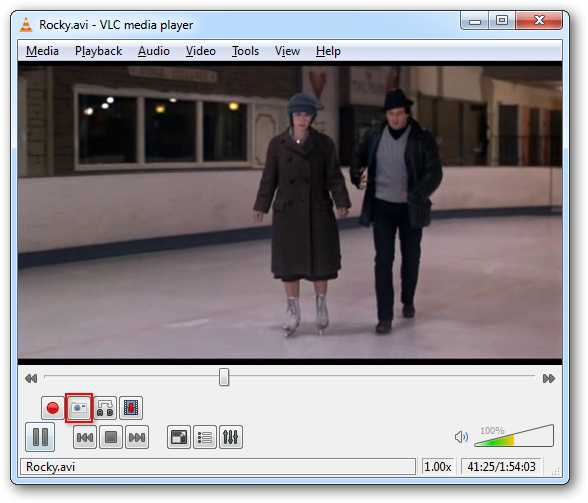 Rocky.avi - VLC media player
Media Playback Audio Video Tools View Help
100%
Rocky.avi 1.00x 41:25/1:54:03